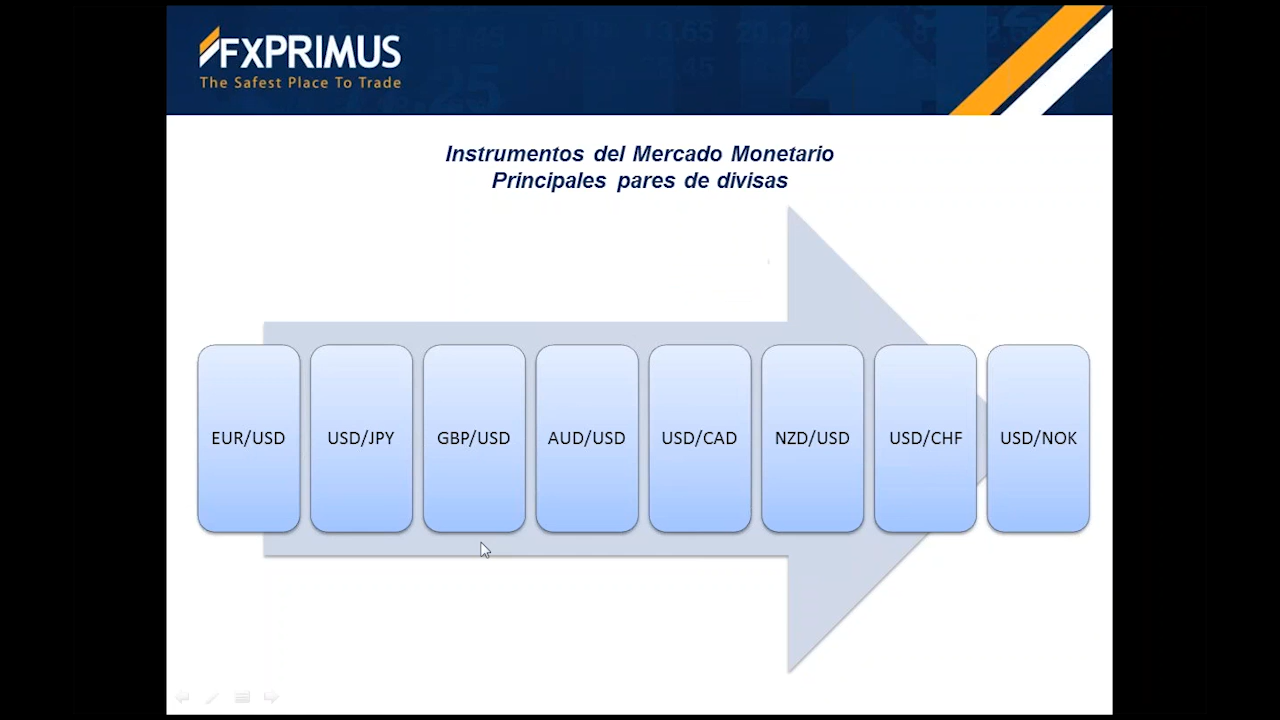 FXPRIMUS
The Safest Place To Trade
Instrumentos del Mercado Monetario
Principales pares de divisas
EUR/USD
USD/JPY
GBP/USD
AUD/USD
USD/CAD
NZD/USD
USD/CHF
USD/NOK